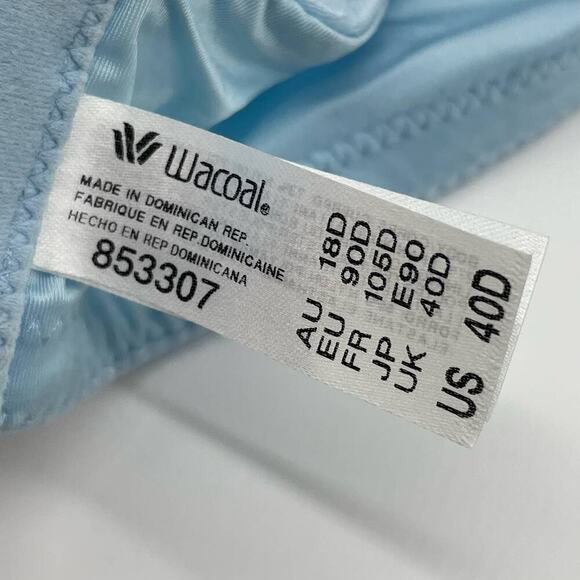 Wacoal®
MADE IN DOMINICAN REP.
FABRIQUE EN REP.DOMINICAINE
HECHO EN REP DOMINICANA
853307
AU 18D
EU 90D
FR 105D
JP E90
UK 40D
US 40D